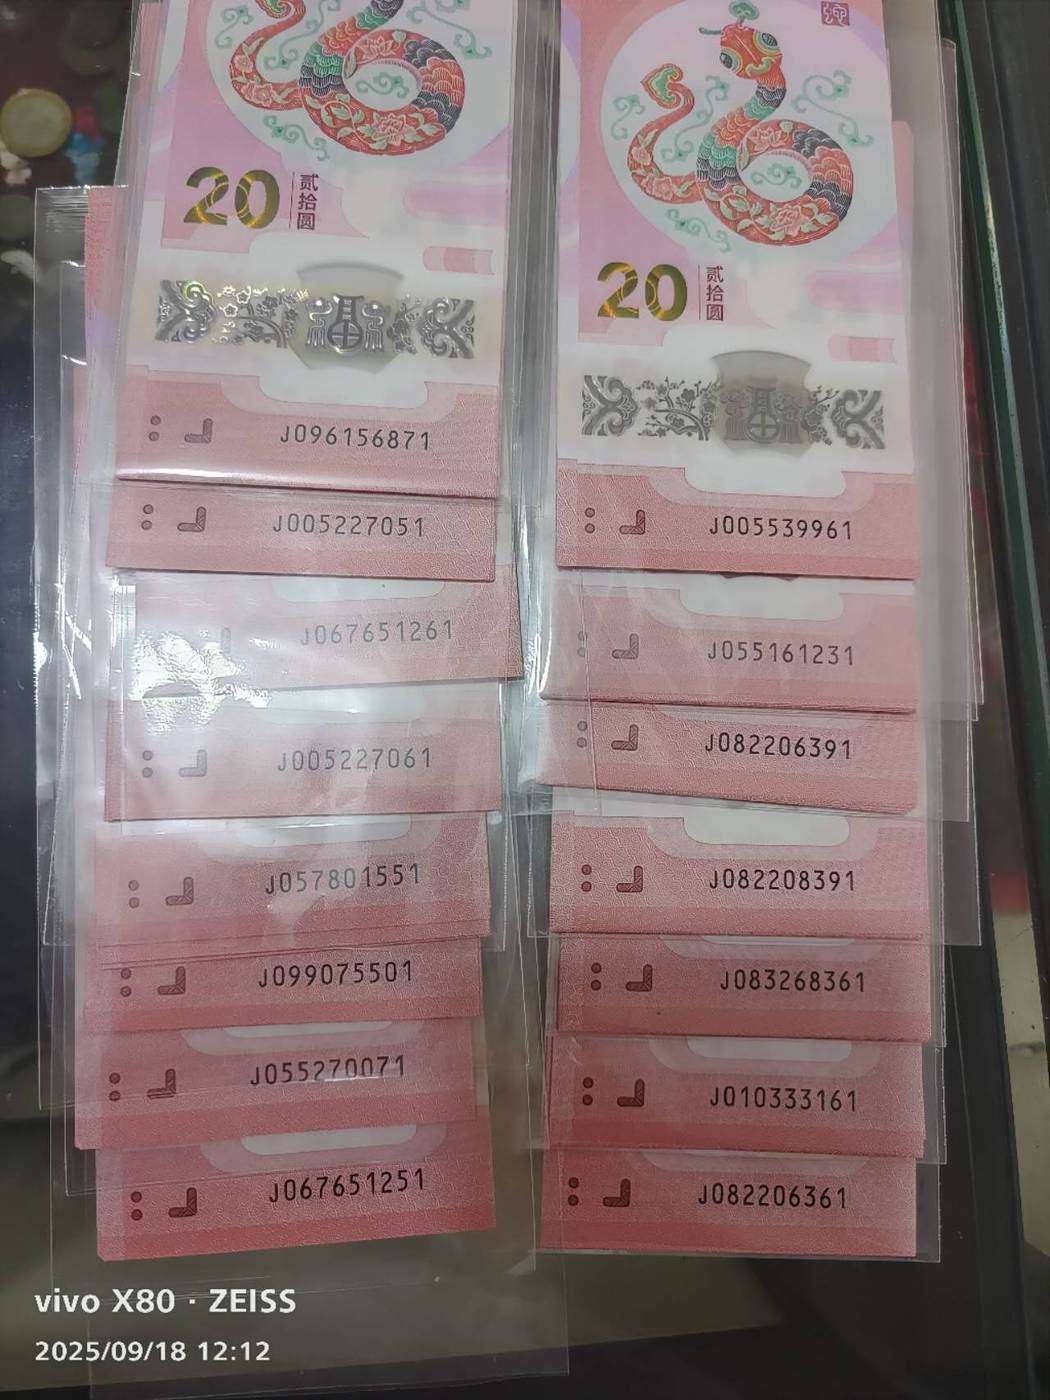 20 贰拾圆
J096156871
J005227051
J067651261
J005227061
J057801551
J099075501
J055270071
J067651251
20 贰拾圆
J005539961
J055161231
J082206391
J082208391
J083268361
J010333161
J082206361
vivo X80 · ZEISS
2025/09/18 12:12